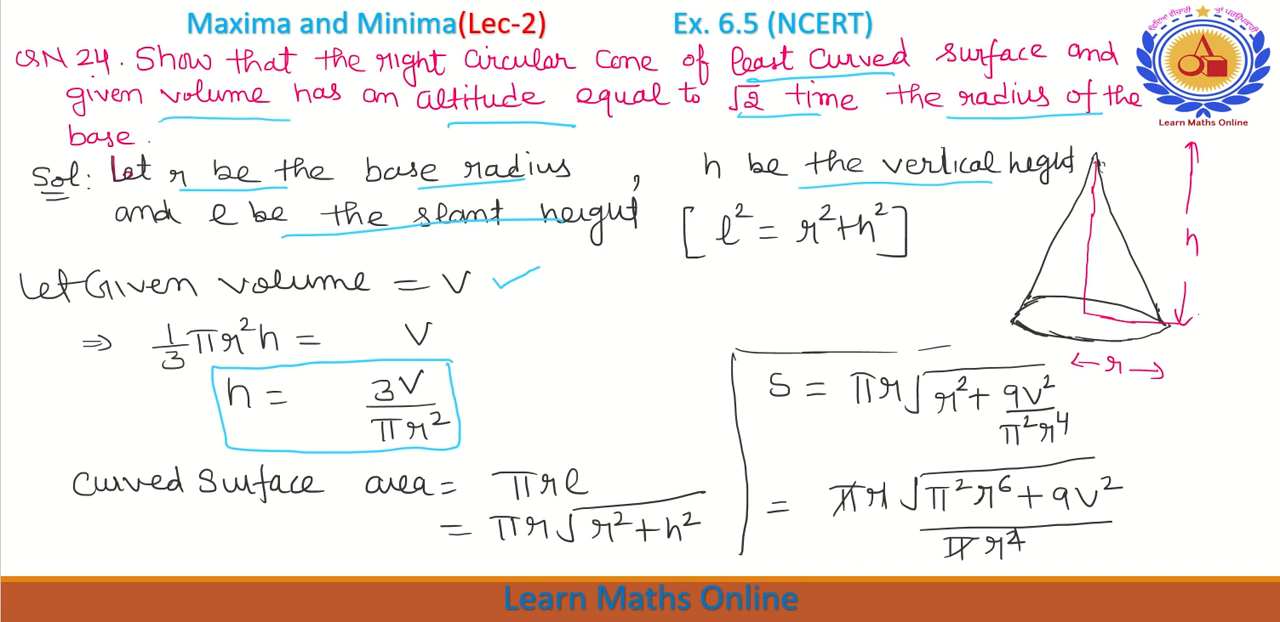 Maxima and Minima(Lec-2) Ex. 6.5 (NCERT)
QN 24. Show that the right circular cone of least curved surface and
given volume has an altitude equal to √2 time the radius of the
base.
Sol: Let r be the base radius, h be the vertical height
and l be the slant height [l² = r²+h²]
Let Given volume = V
⇒ 1/3 πr²h = V
h = 3V/πr²
Curved Surface area = πrl
= πr√(r²+h²)
S = πr√(r² + 9V²/π²r⁴)
= πr √(π²r⁶+9V²)/πr²
h
r
Learn Maths Online
Learn Maths Online